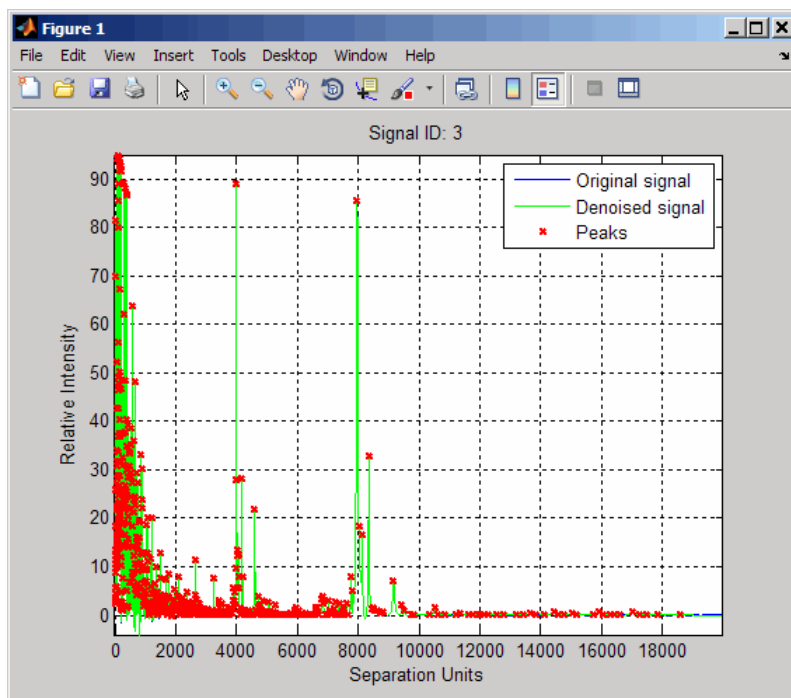 Figure 1
File Edit View Insert Tools Desktop Window Help
Signal ID: 3
Original signal
Denoised signal
Peaks
90
80
70
60
50
40
30
20
10
0
Relative Intensity
0 2000 4000 6000 8000 10000 12000 14000 16000 18000
Separation Units